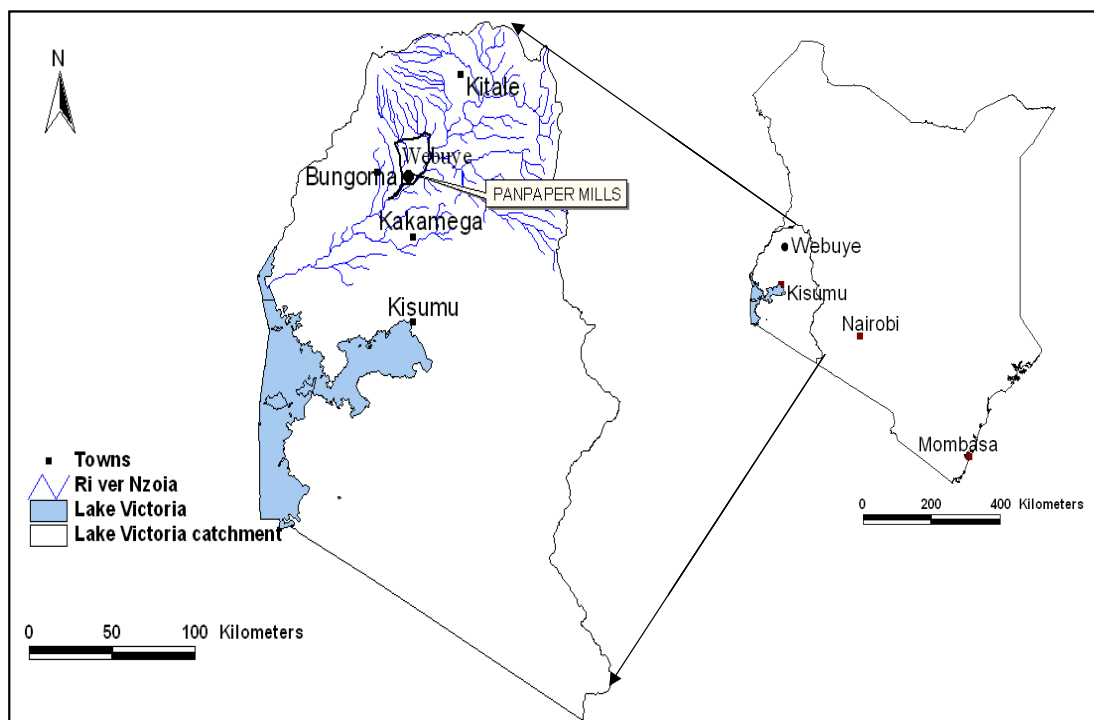 N
Kitale
Webuye
Bungoma
PANPAPER MILLS
Kakamega
Kisumu
Towns
Ri ver Nzoia
Lake Victoria
Lake Victoria catchment
0 50 100 Kilometers
Webuye
Kisumu
Nairobi
Mombasa
0 200 400 Kilometers